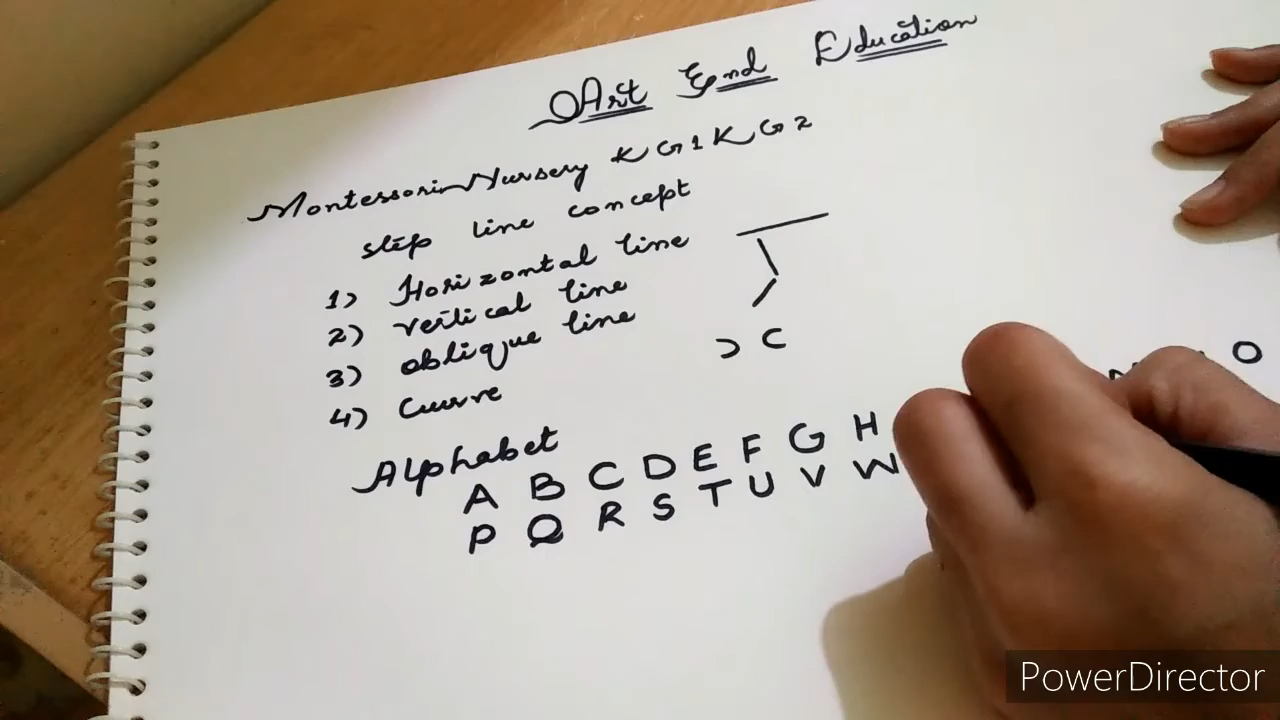 Art End Education
Montessori Nursery KG1 KG2
step line concept
1) Horizontal line
2) vertical line
3) oblique line
4) Curve
Alphabet
A B C D E F G H O
P Q R S T U V W
PowerDirector